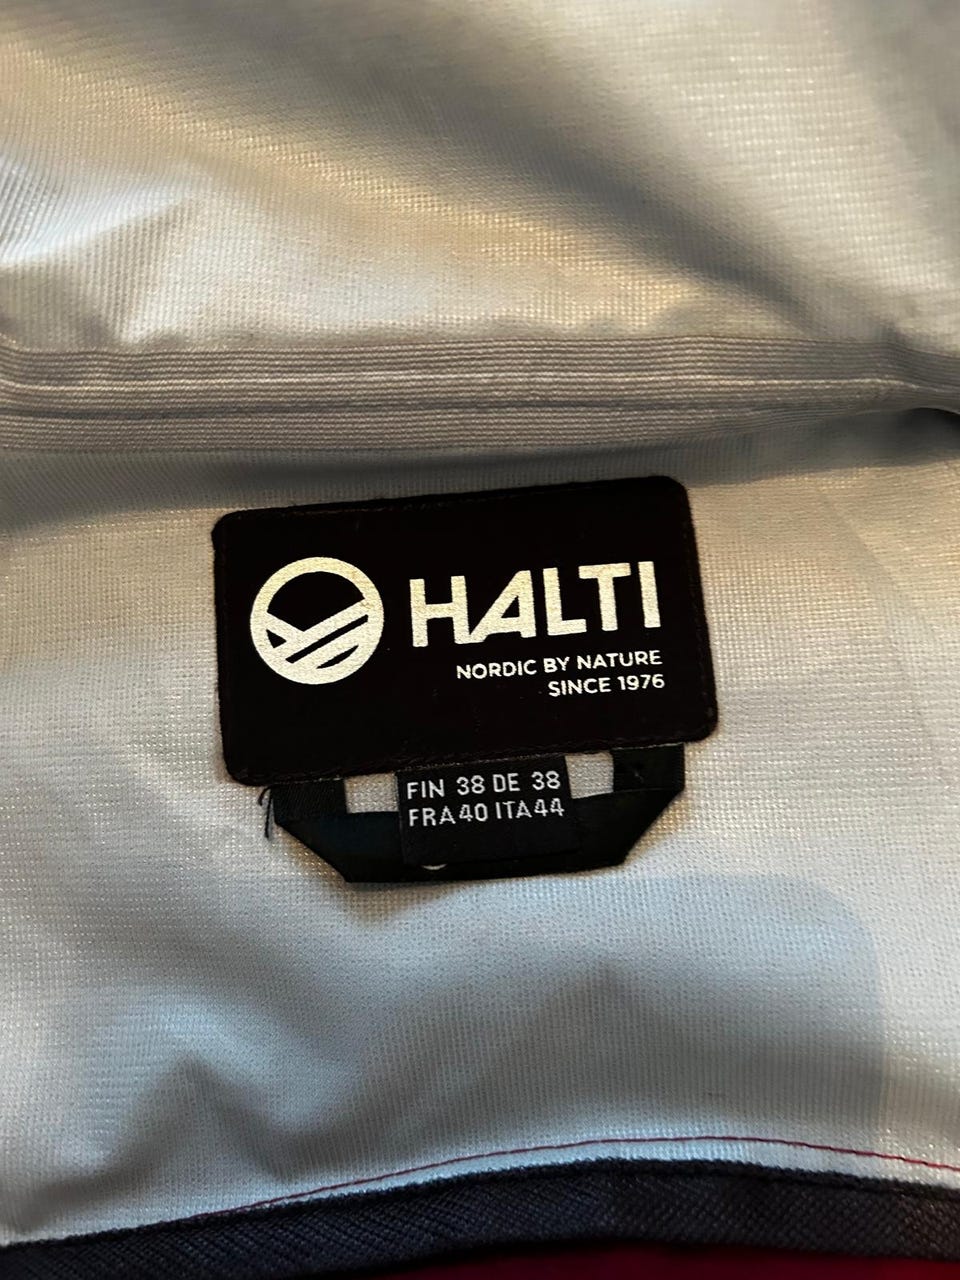 HALTI
NORDIC BY NATURE
SINCE 1976
FIN 38 DE 38
FRA40 ITA44